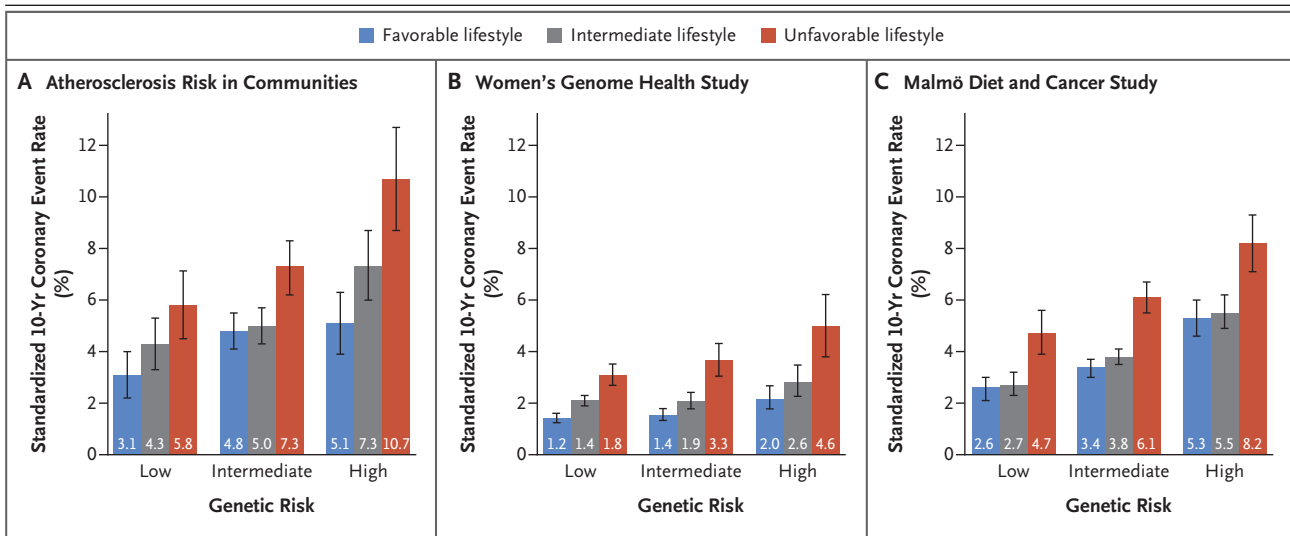 Favorable lifestyle Intermediate lifestyle Unfavorable lifestyle
A Atherosclerosis Risk in Communities
Standardized 10-Yr Coronary Event Rate
(%)
12
10
8
6
4
2
0
3.1 4.3 5.8 4.8 5.0 7.3 5.1 7.3 10.7
Low Intermediate High
Genetic Risk
B Women's Genome Health Study
Standardized 10-Yr Coronary Event Rate
(%)
12
10
8
6
4
2
0
1.2 1.4 1.8 1.4 1.9 3.3 2.0 2.6 4.6
Low Intermediate High
Genetic Risk
C Malmö Diet and Cancer Study
Standardized 10-Yr Coronary Event Rate
(%)
12
10
8
6
4
2
0
2.6 2.7 4.7 3.4 3.8 6.1 5.3 5.5 8.2
Low Intermediate High
Genetic Risk